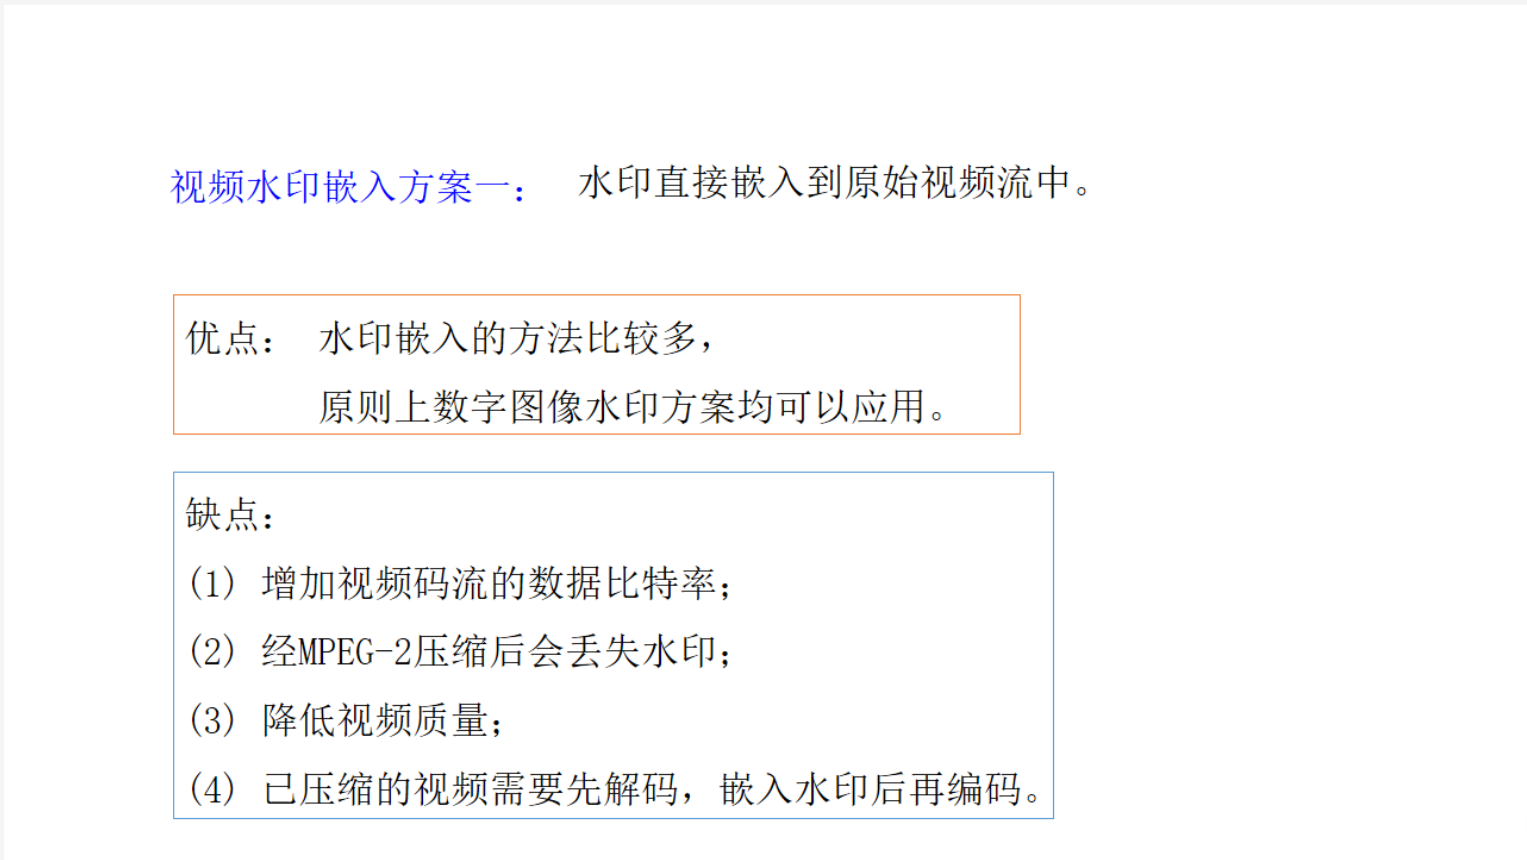 视频水印嵌入方案一： 水印直接嵌入到原始视频流中。
优点： 水印嵌入的方法比较多，
原则上数字图像水印方案均可以应用。
缺点：
(1) 增加视频码流的数据比特率；
(2) 经MPEG-2压缩后会丢失水印；
(3) 降低视频质量；
(4) 已压缩的视频需要先解码，嵌入水印后再编码。